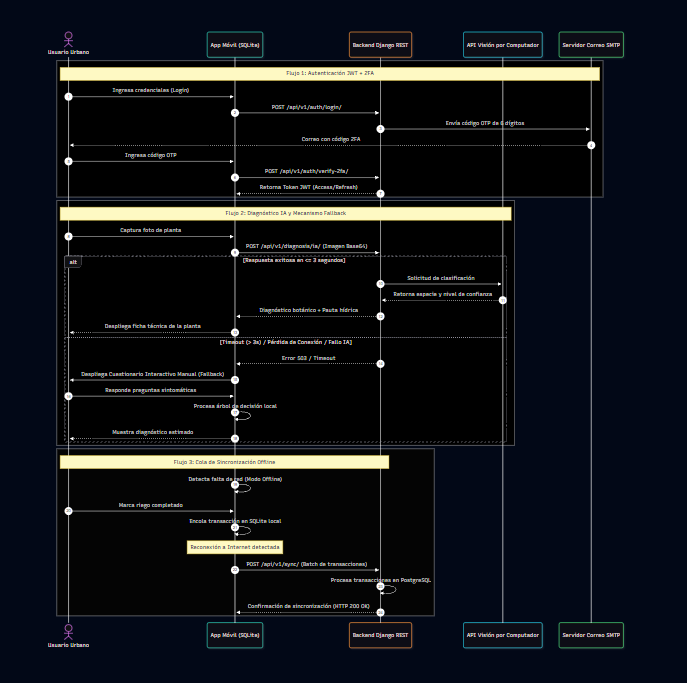 Usuario Urbano
App Móvil (SQLite)
Backend Django REST
API Visión por Computador
Servidor Correo SMTP
Flujo 1: Autenticación JWT + 2FA
Ingresa credenciales (Login)
POST /api/v1/auth/login/
Envía código OTP de 6 dígitos
Correo con código 2FA
Ingresa código OTP
POST /api/v1/auth/verify-2fa/
Retorna Token JWT (Access/Refresh)
Flujo 2: Diagnóstico IA y Mecanismo Fallback
Captura foto de planta
POST /api/v1/diagnosis/ia/ (Imagen Base64)
alt
[Respuesta exitosa en <= 3 segundos]
Solicitud de clasificación
Retorna especie y nivel de confianza
Diagnóstico botánico + Pauta hídrica
Despliega ficha técnica de la planta
[Timeout (> 3s) / Pérdida de Conexión / Fallo IA]
Error 503 / Timeout
Despliega Cuestionario Interactivo Manual (Fallback)
Responde preguntas sintomáticas
Procesa árbol de decisión local
Muestra diagnóstico estimado
Flujo 3: Cola de Sincronización Offline
Detecta falta de red (Modo Offline)
Marca riego completado
Encola transacción en SQLite local
Reconexión a Internet detectada
POST /api/v1/sync/ (Batch de transacciones)
Procesa transacciones en PostgreSQL
Confirmación de sincronización (HTTP 200 OK)
Usuario Urbano
App Móvil (SQLite)
Backend Django REST
API Visión por Computador
Servidor Correo SMTP